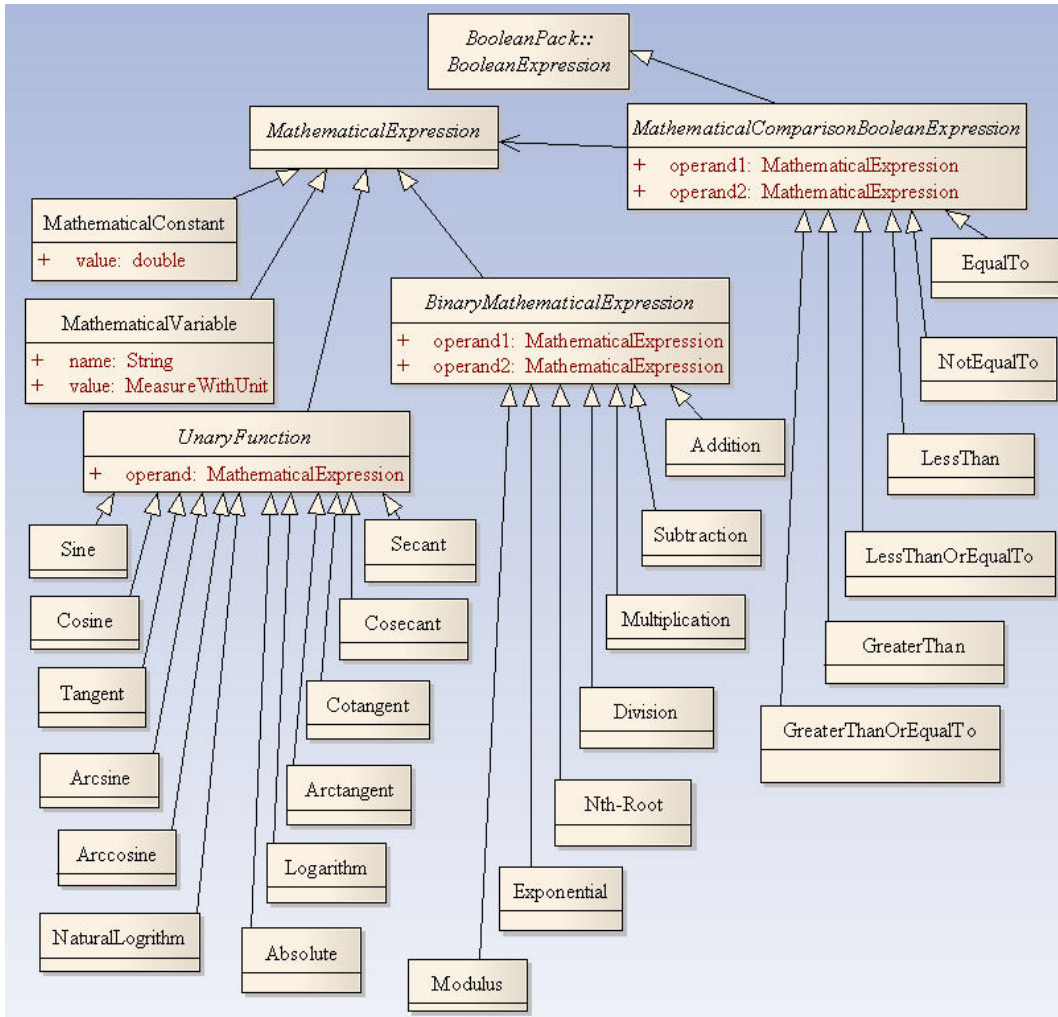 BooleanPack::
BooleanExpression
MathematicalExpression
MathematicalComparisonBooleanExpression
+ operand1: MathematicalExpression
+ operand2: MathematicalExpression
MathematicalConstant
+ value: double
EqualTo
MathematicalVariable
+ name: String
+ value: MeasureWithUnit
BinaryMathematicalExpression
+ operand1: MathematicalExpression
+ operand2: MathematicalExpression
NotEqualTo
UnaryFunction
+ operand: MathematicalExpression
Addition
LessThan
Sine
Secant
Subtraction
LessThanOrEqualTo
Cosine
Cosecant
Multiplication
GreaterThan
Tangent
Cotangent
Division
GreaterThanOrEqualTo
Arcsine
Arctangent
Nth-Root
Arccosine
Logarithm
Exponential
NaturalLogrithm
Absolute
Modulus